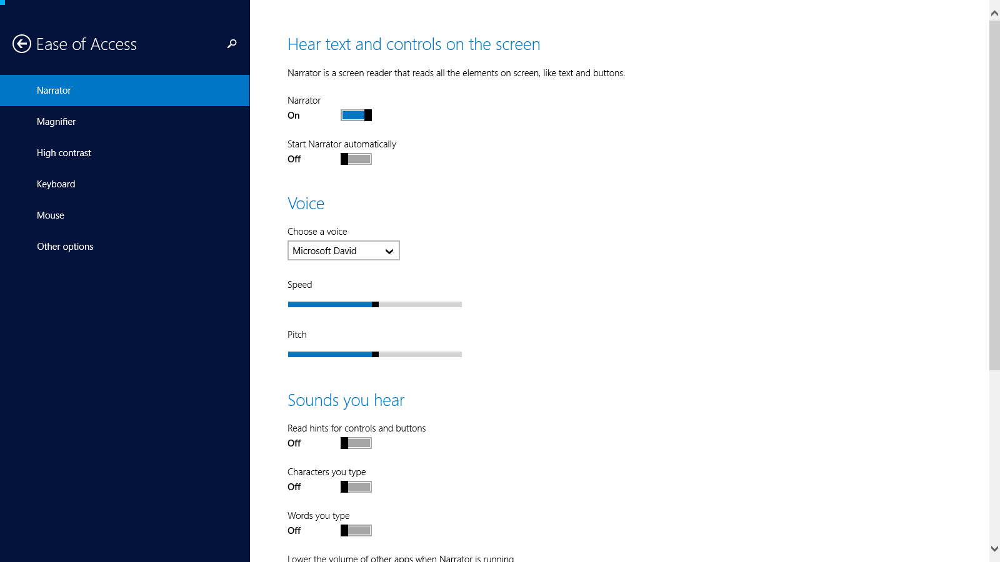 Ease of Access
Narrator
Magnifier
High contrast
Keyboard
Mouse
Other options
Hear text and controls on the screen
Narrator is a screen reader that reads all the elements on screen, like text and buttons.
Narrator
On
Start Narrator automatically
Off
Voice
Choose a voice
Microsoft David
Speed
Pitch
Sounds you hear
Read hints for controls and buttons
Off
Characters you type
Off
Words you type
Off
Lower the volume of other apps when Narrator is running